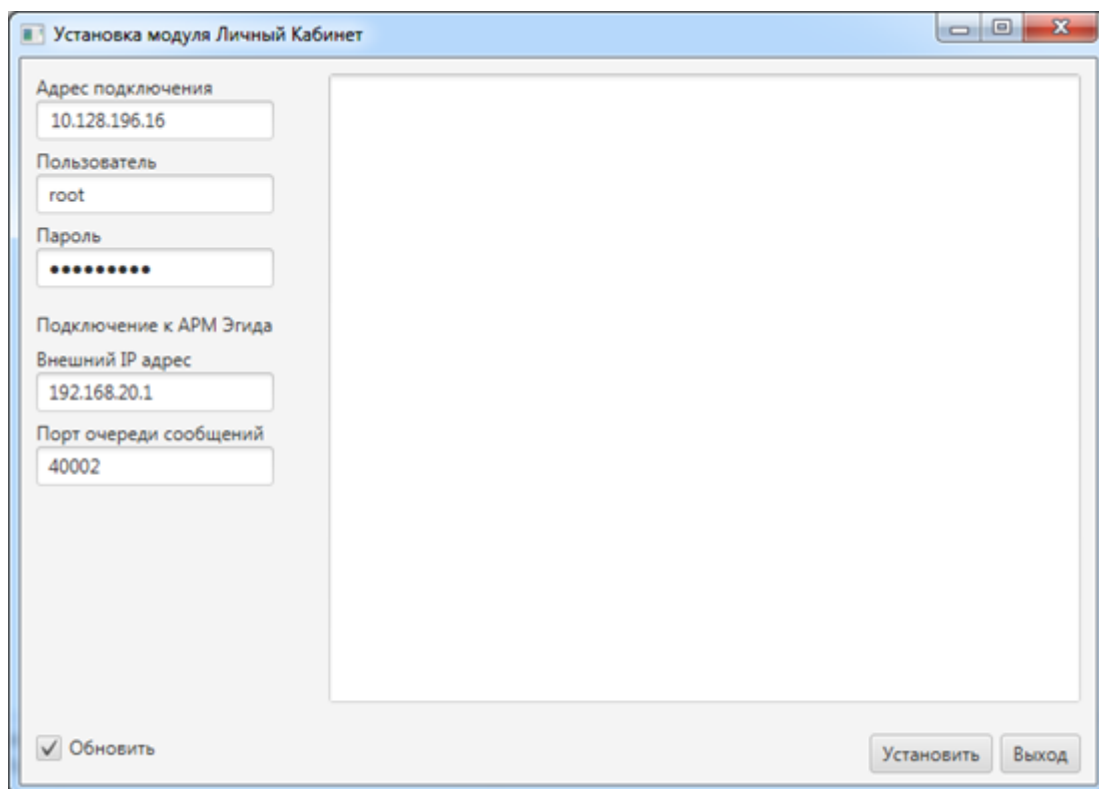 Установка модуля Личный Кабинет
Адрес подключения
10.128.196.16
Пользователь
root
Пароль
•••••••••
Подключение к АРМ Эгида
Внешний IP адрес
192.168.20.1
Порт очереди сообщений
40002
Обновить
Установить
Выход